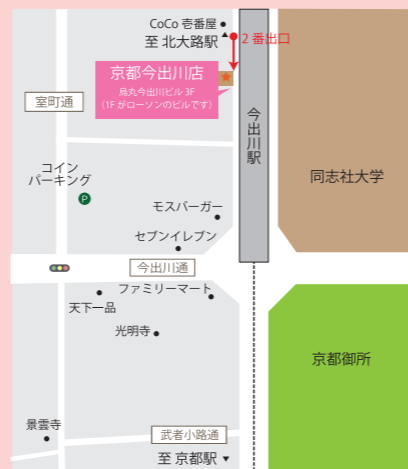 CoCo 壱番屋
至 北大路駅
2 番出口
京都今出川店
烏丸今出川ビル 3F
（1F がローソンのビルです）
室町通
今出川駅
コイン
パーキング
P
同志社大学
モスバーガー
セブンイレブン
今出川通
ファミリーマート
天下一品
光明寺
京都御所
景雲寺
武者小路通
至 京都駅